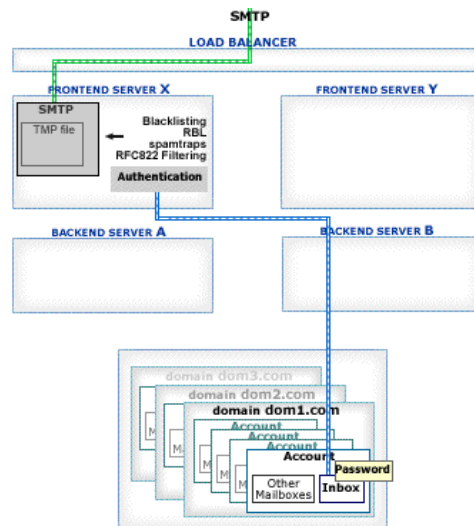 SMTP
LOAD BALANCER
FRONTEND SERVER X
FRONTEND SERVER Y
SMTP
TMP file
Blacklisting
RBL
spamtraps
RFC822 Filtering
Authentication
BACKEND SERVER A
BACKEND SERVER B
domain dom3.com
domain dom2.com
domain dom1.com
Account
Account
Account
Account
Password
Other
Mailboxes
Inbox
M
M
M